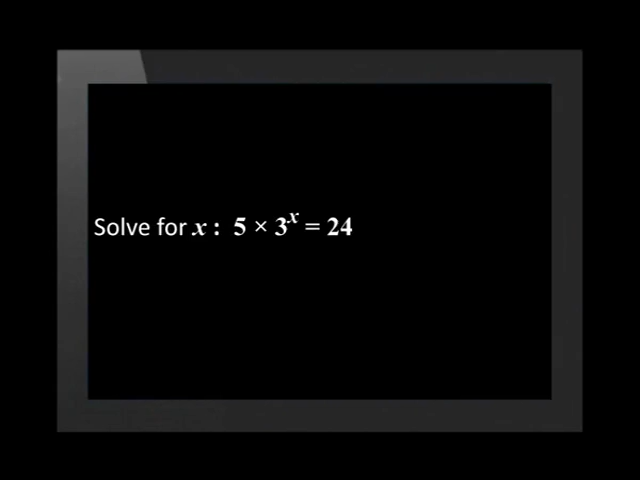 Solve for x : 5 × 3ˣ = 24